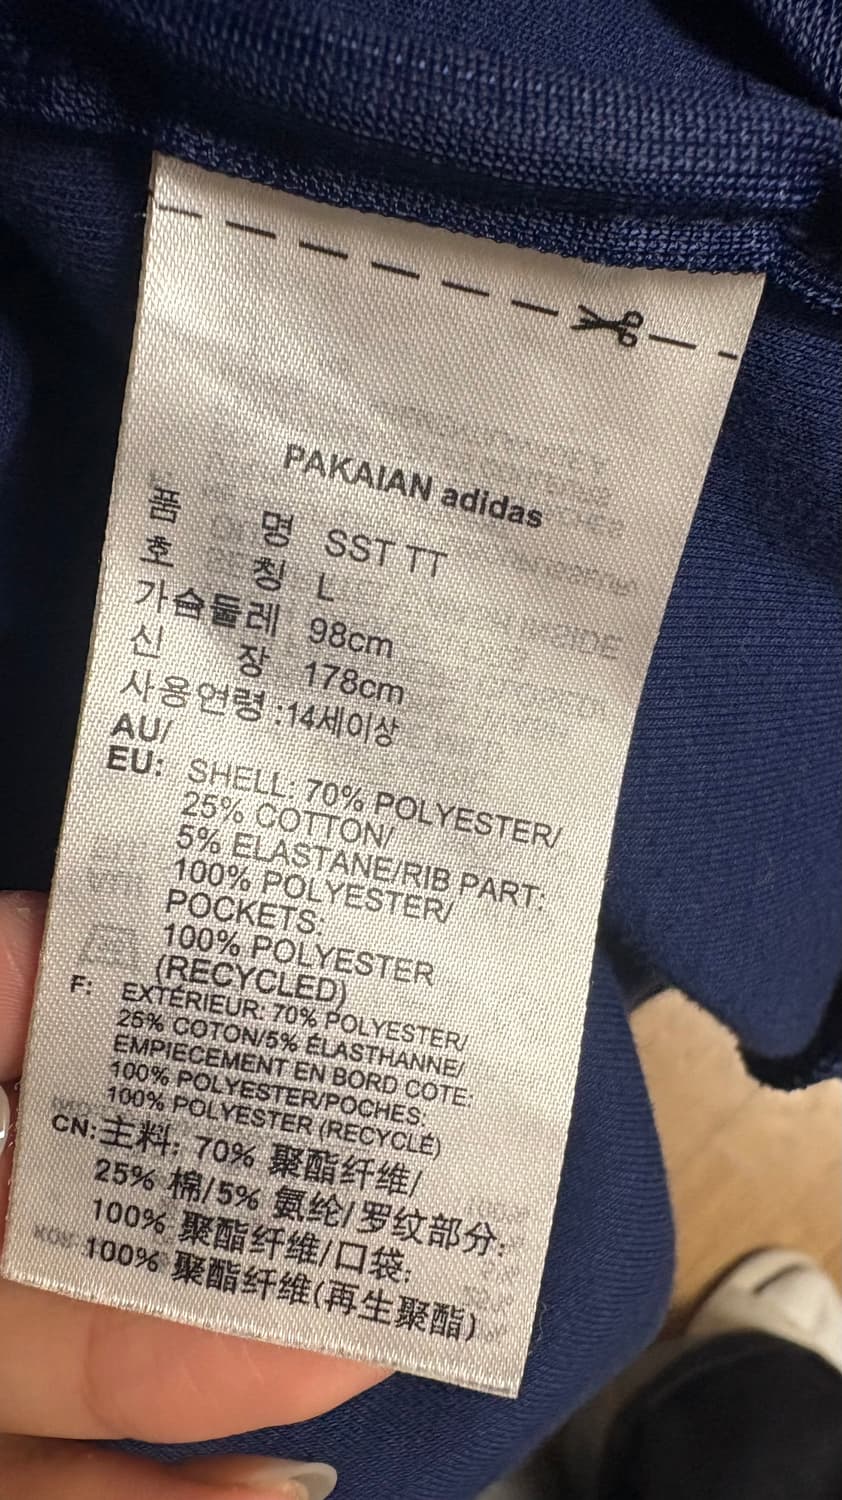 PAKAIAN adidas
품 명 SST TT
호 칭 L
가슴둘레 98cm
신 장 178cm
사용연령 :14세이상
AU/
EU: SHELL: 70% POLYESTER/
25% COTTON/
5% ELASTANE/RIB PART:
100% POLYESTER/
POCKETS:
100% POLYESTER
(RECYCLED)
F: EXTÉRIEUR: 70% POLYESTER/
25% COTON/5% ÉLASTHANNE/
EMPIECEMENT EN BORD COTE:
100% POLYESTER/POCHES:
100% POLYESTER (RECYCLÉ)
CN:主料: 70% 聚酯纤维/
25% 棉/5% 氨纶/罗纹部分:
100% 聚酯纤维/口袋:
100% 聚酯纤维(再生聚酯)